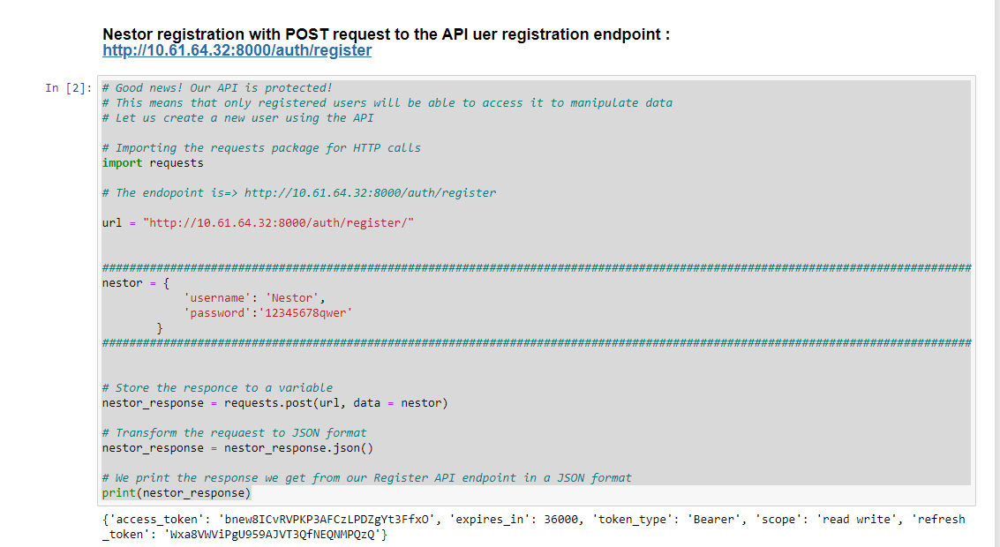 Nestor registration with POST request to the API uer registration endpoint :
http://10.61.64.32:8000/auth/register
In [2]: # Good news! Our API is protected!
# This means that only registered users will be able to access it to manipulate data
# Let us create a new user using the API
# Importing the requests package for HTTP calls
import requests
# The endopoint is=> http://10.61.64.32:8000/auth/register
url = "http://10.61.64.32:8000/auth/register/"
################################################################################################################################
nestor = {
'username': 'Nestor',
'password':'12345678qwer'
}
################################################################################################################################
# Store the responce to a variable
nestor_response = requests.post(url, data = nestor)
# Transform the requaest to JSON format
nestor_response = nestor_response.json()
# We print the response we get from our Register API endpoint in a JSON format
print(nestor_response)
{'access_token': 'bnew8ICvRVPKP3AFCzLPDZgYt3FfxO', 'expires_in': 36000, 'token_type': 'Bearer', 'scope': 'read write', 'refresh
_token': 'Wxa8VWViPgU959AJVT3QfNEQNMPQzQ'}